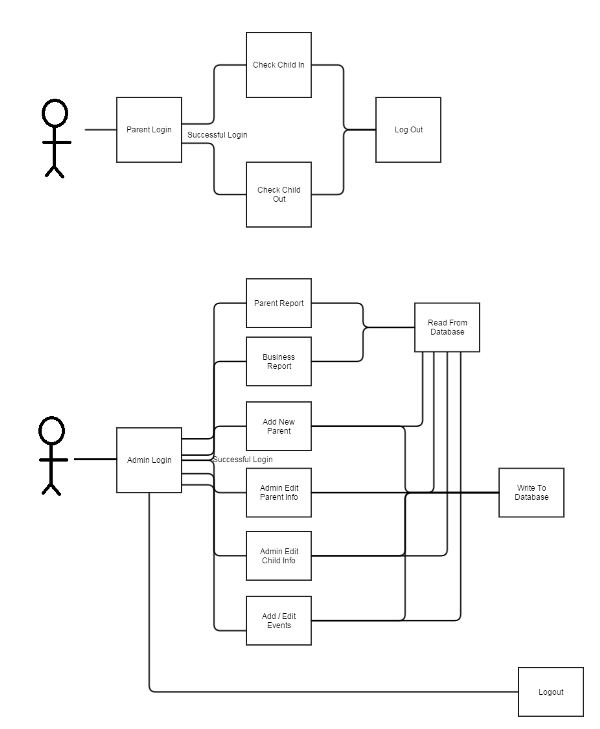 Check Child In
Parent Login
Successful Login
Log Out
Check Child
Out
Parent Report
Read From
Database
Business
Report
Add New
Parent
Admin Login
Successful Login
Admin Edit
Parent Info
Write To
Database
Admin Edit
Child Info
Add / Edit
Events
Logout